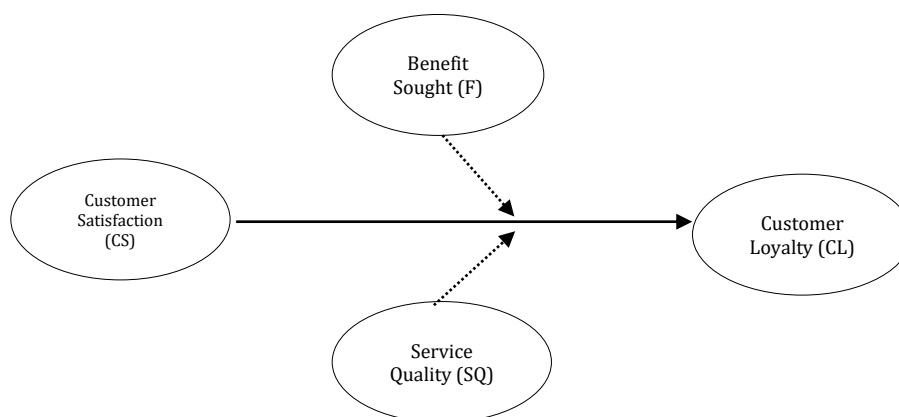 Benefit
Sought (F)
Customer
Satisfaction
(CS)
Customer
Loyalty (CL)
Service
Quality (SQ)